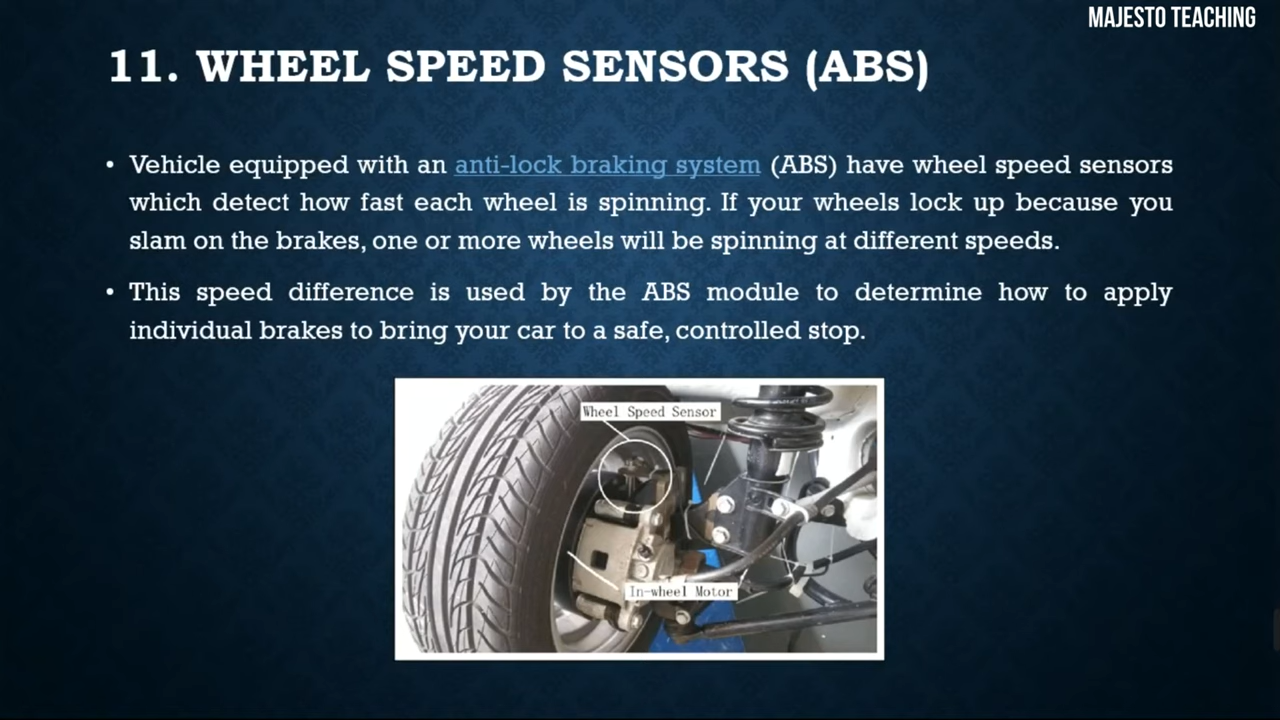 MAJESTO TEACHING
11. WHEEL SPEED SENSORS (ABS)
• Vehicle equipped with an anti-lock braking system (ABS) have wheel speed sensors
which detect how fast each wheel is spinning. If your wheels lock up because you
slam on the brakes, one or more wheels will be spinning at different speeds.
• This speed difference is used by the ABS module to determine how to apply
individual brakes to bring your car to a safe, controlled stop.
Wheel Speed Sensor
In-wheel Motor